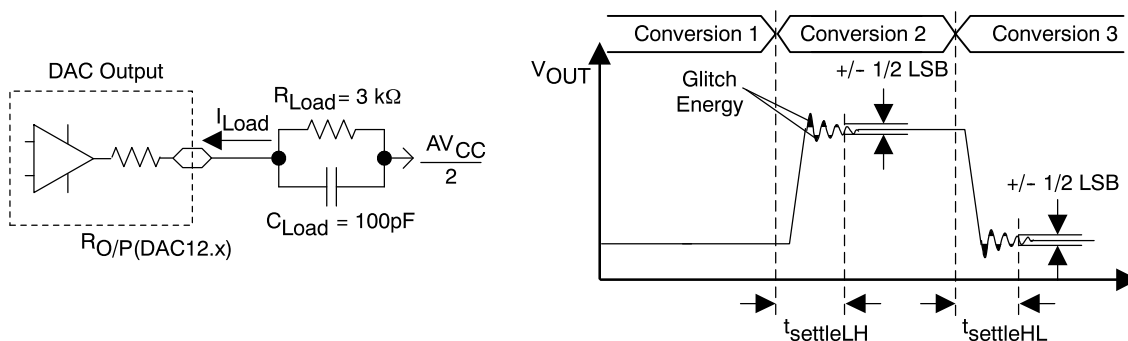 DAC Output
R_Load = 3 kΩ
I_Load
AV_CC
2
C_Load = 100pF
R_O/P(DAC12.x)
Conversion 1
Conversion 2
Conversion 3
V_OUT
Glitch
Energy
+/- 1/2 LSB
+/- 1/2 LSB
t_settleLH
t_settleHL